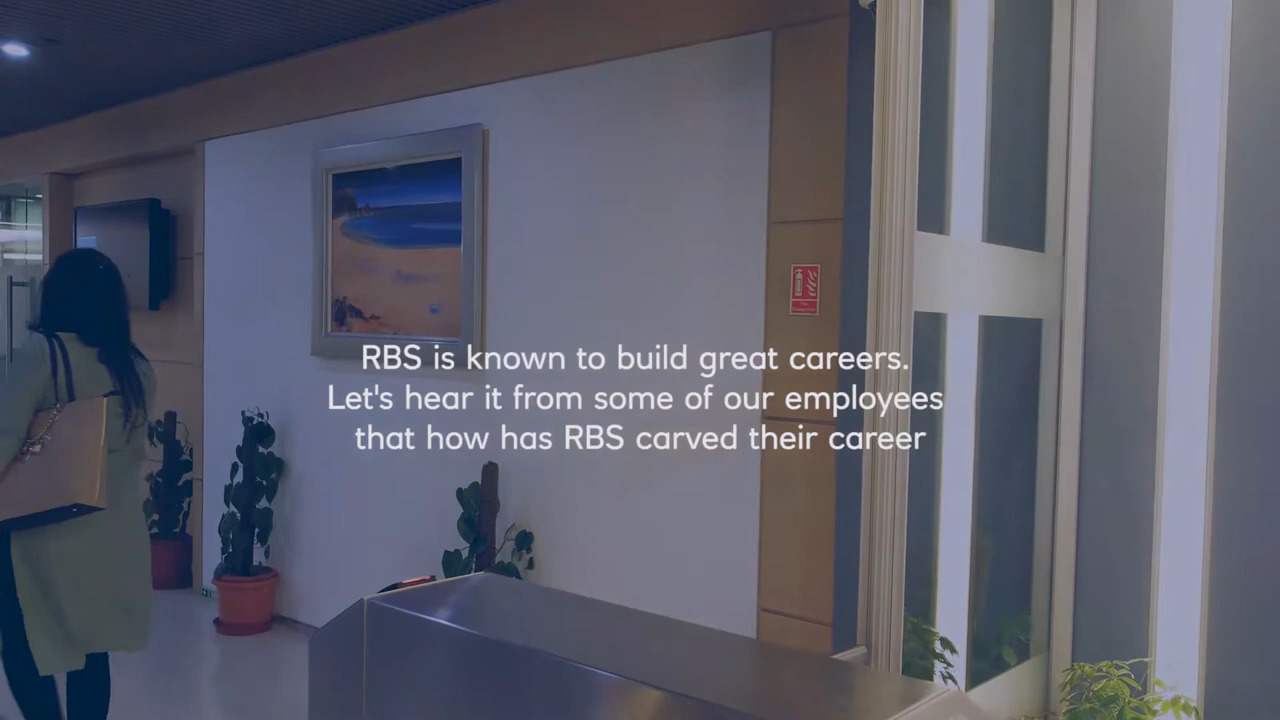 RBS is known to build great careers.
Let's hear it from some of our employees
that how has RBS carved their career